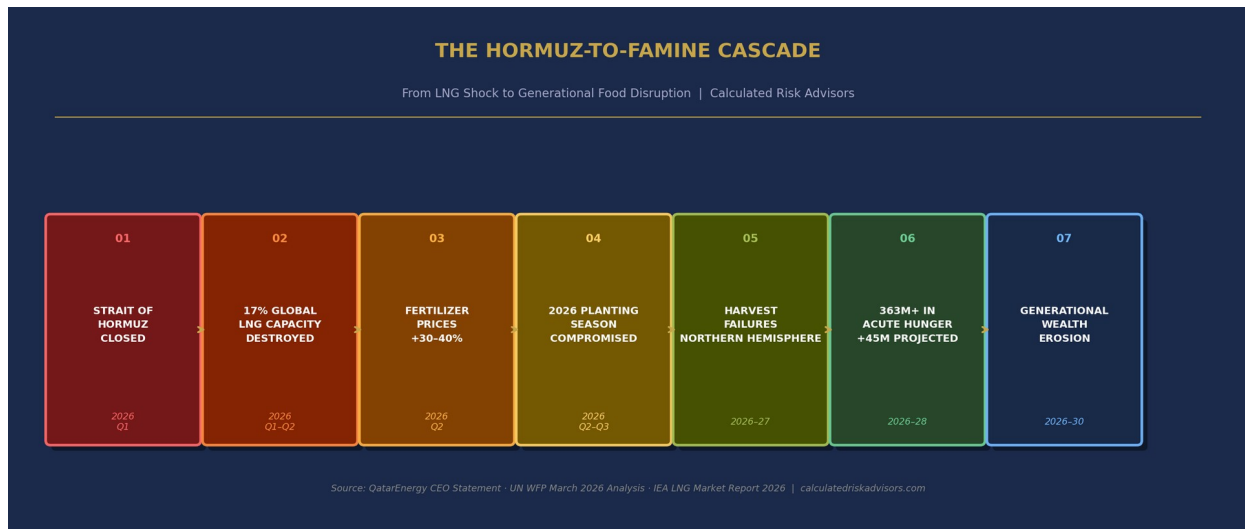 THE HORMUZ-TO-FAMINE CASCADE
From LNG Shock to Generational Food Disruption | Calculated Risk Advisors
01
STRAIT OF
HORMUZ
CLOSED
2026
Q1
02
17% GLOBAL
LNG CAPACITY
DESTROYED
2026
Q1–Q2
03
FERTILIZER
PRICES
+30–40%
2026
Q2
04
2026 PLANTING
SEASON
COMPROMISED
2026
Q2–Q3
05
HARVEST
FAILURES
NORTHERN HEMISPHERE
2026–27
06
363M+ IN
ACUTE HUNGER
+45M PROJECTED
2026–28
07
GENERATIONAL
WEALTH
EROSION
2026–30
Source: QatarEnergy CEO Statement · UN WFP March 2026 Analysis · IEA LNG Market Report 2026 | calculatedriskadvisors.com